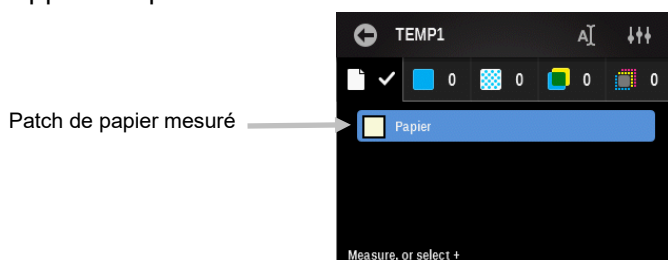 TEMP1
0 0 0 0
Patch de papier mesuré
Papier
Measure, or select +